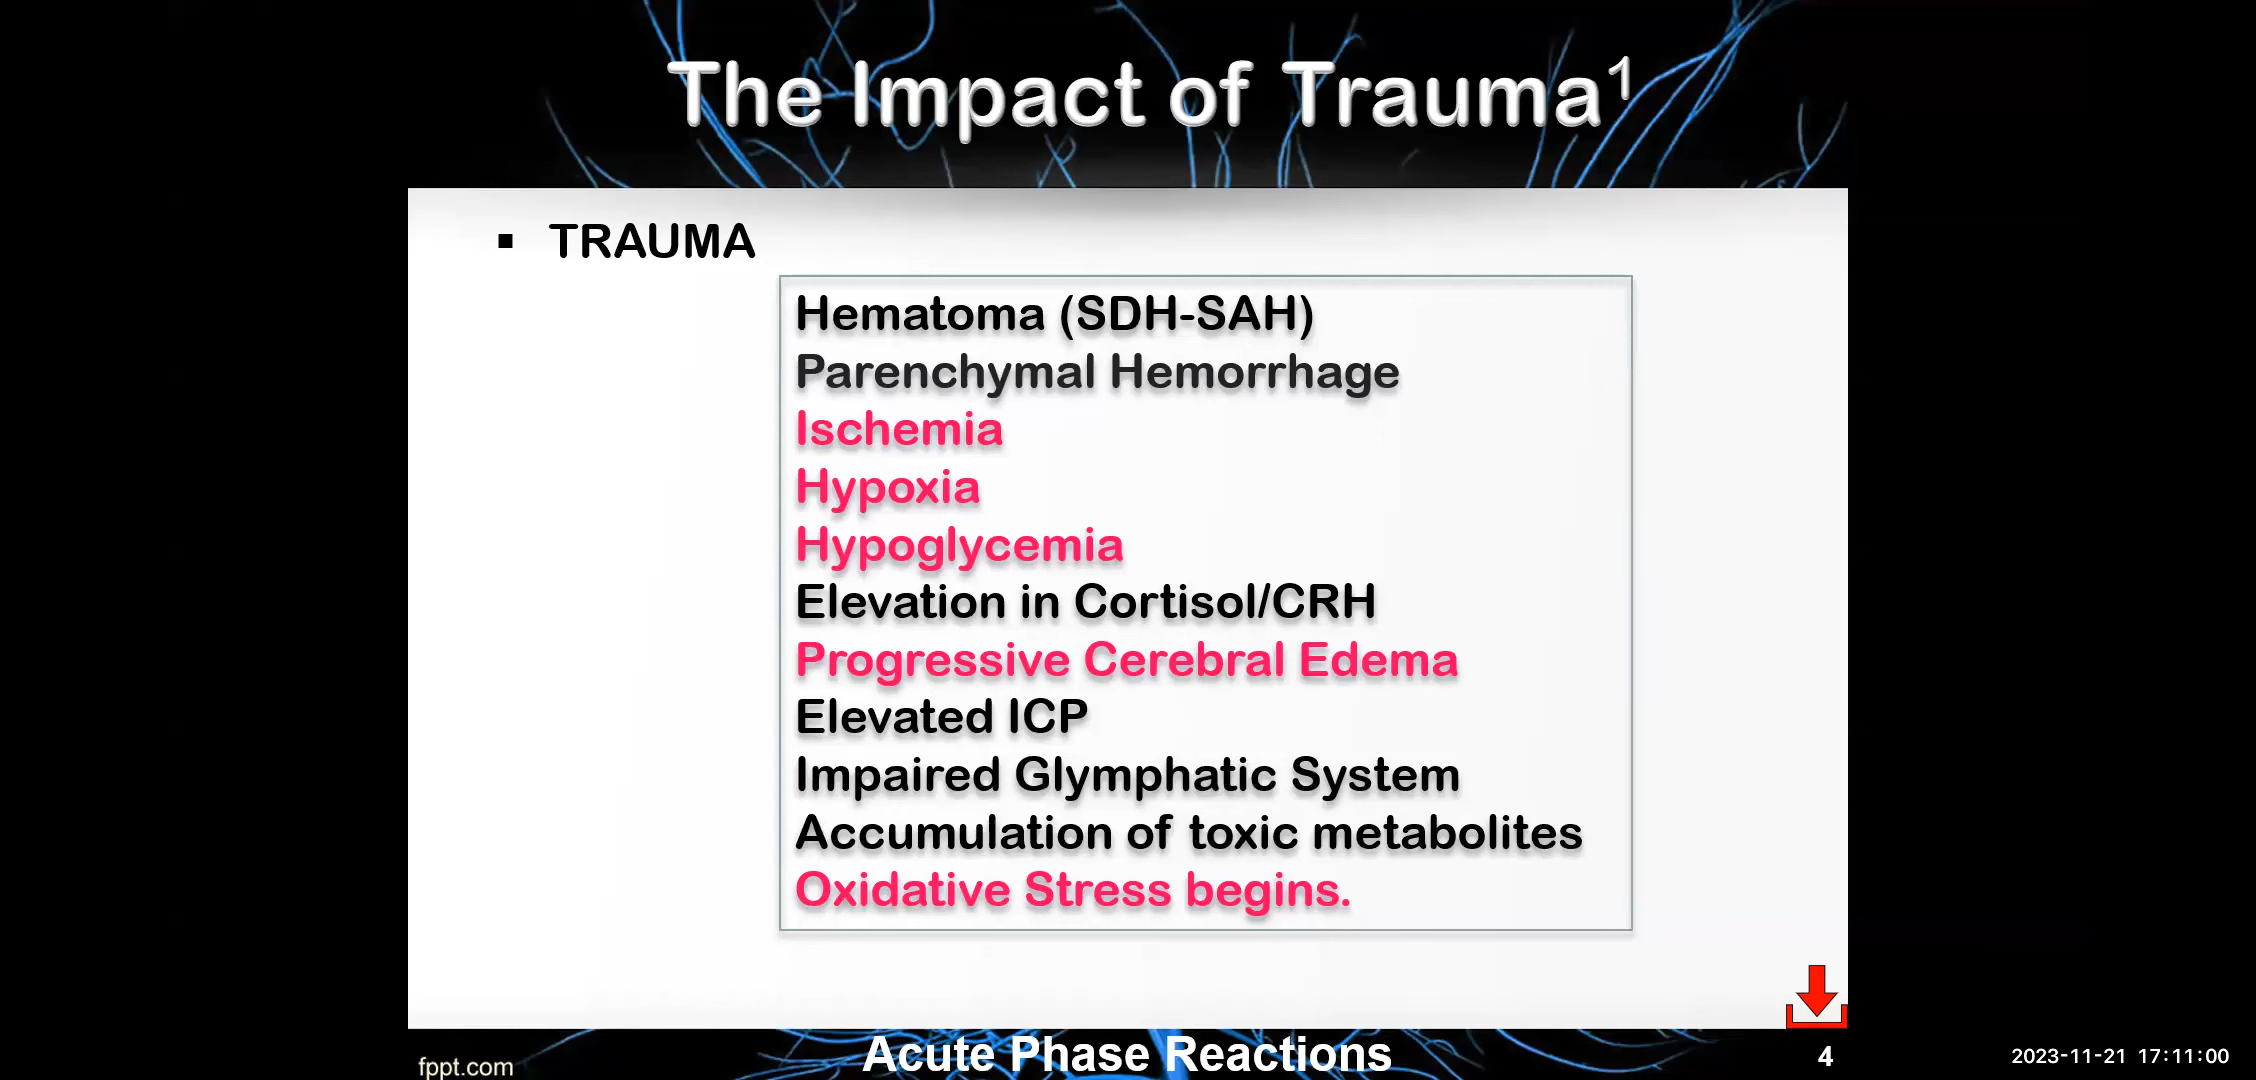 The Impact of Trauma¹
▪ TRAUMA
Hematoma (SDH-SAH)
Parenchymal Hemorrhage
Ischemia
Hypoxia
Hypoglycemia
Elevation in Cortisol/CRH
Progressive Cerebral Edema
Elevated ICP
Impaired Glymphatic System
Accumulation of toxic metabolites
Oxidative Stress begins.
fppt.com
Acute Phase Reactions
4
2023-11-21 17:11:00